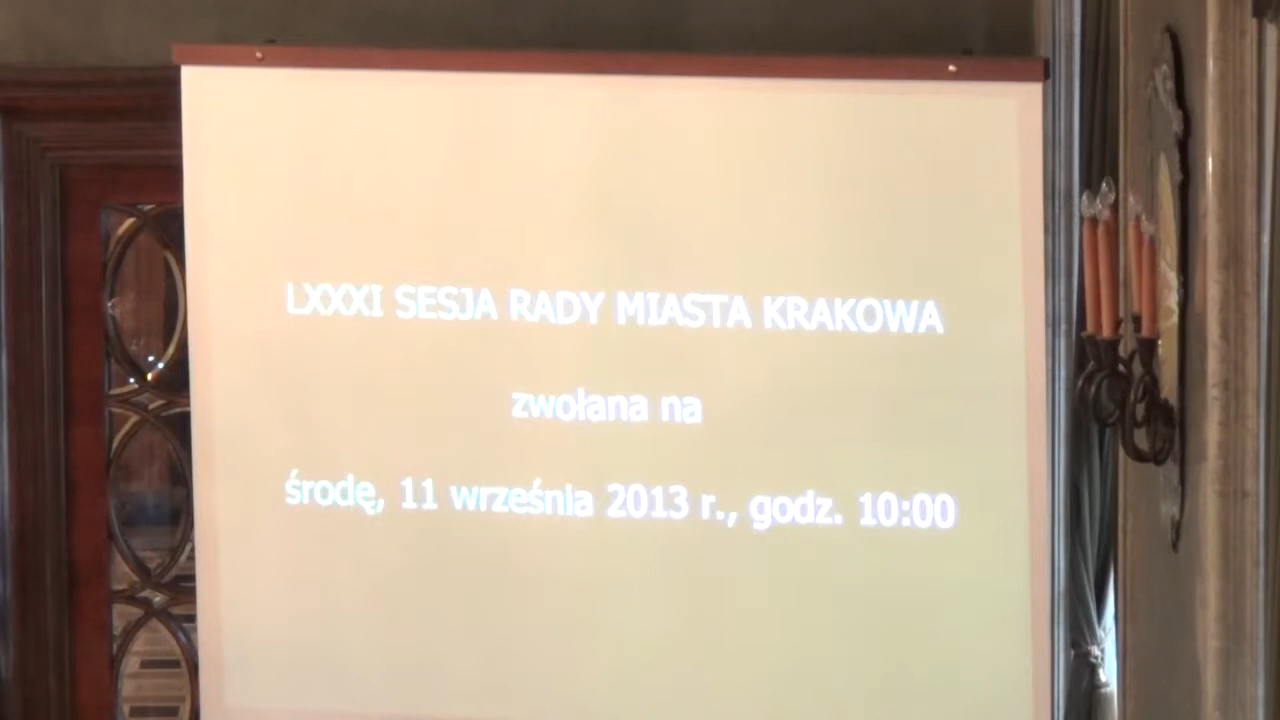 LXXXI SESJA RADY MIASTA KRAKOWA
zwołana na
środę, 11 września 2013 r., godz. 10:00